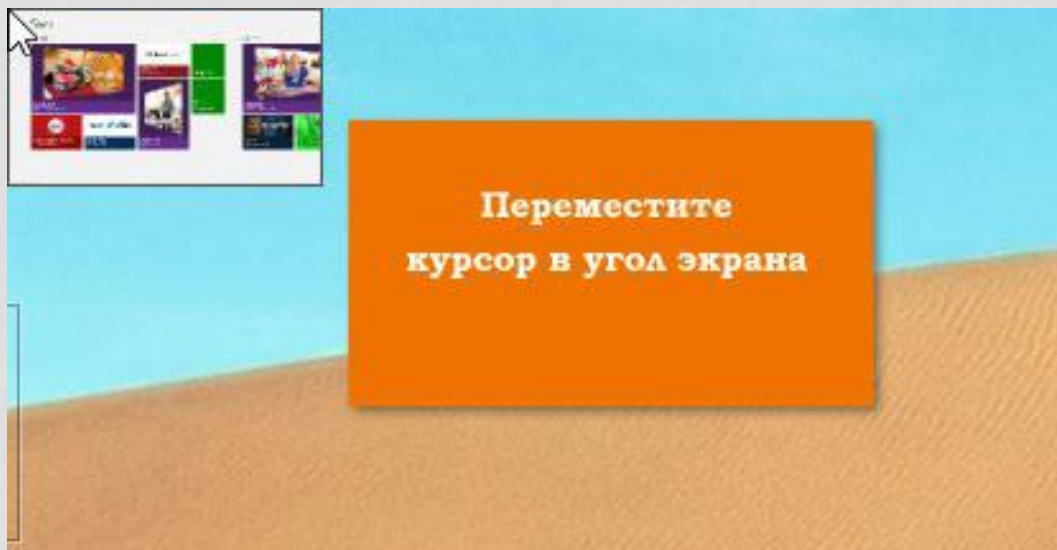 Переместите
курсор в угол экрана